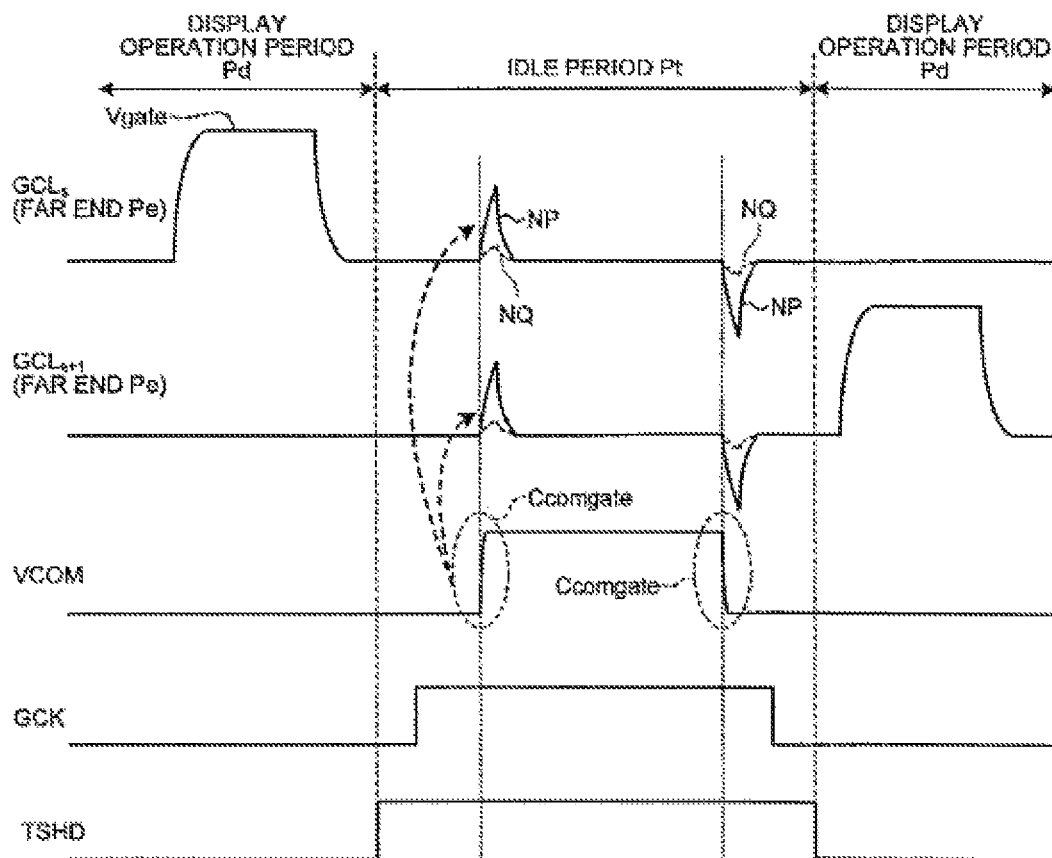 DISPLAY
OPERATION PERIOD
Pd
IDLE PERIOD Pt
DISPLAY
OPERATION PERIOD
Pd
Vgate
GCLs
(FAR END Pe)
NP
NQ
NQ
NP
GCLs+1
(FAR END Pe)
Ccomgate
VCOM
Ccomgate
GCK
TSHD